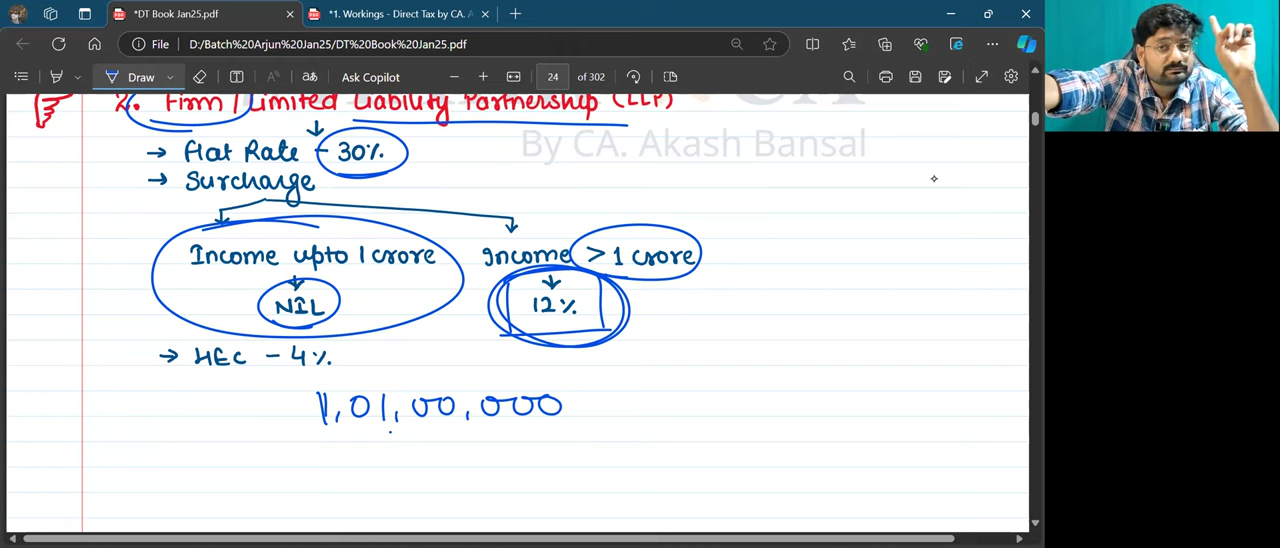 *DT Book Jan25.pdf
*1. Workings - Direct Tax by CA. A
File D:/Batch%20Arjun%20Jan25/DT%20Book%20Jan25.pdf
Draw Ask Copilot 24 of 302
2. Firm / Limited Liability Partnership (LLP)
By CA. Akash Bansal
→ Flat Rate - 30%
→ Surcharge
Income upto 1 crore Income > 1 crore
NIL 12%
→ HEC - 4%
1,01,00,000